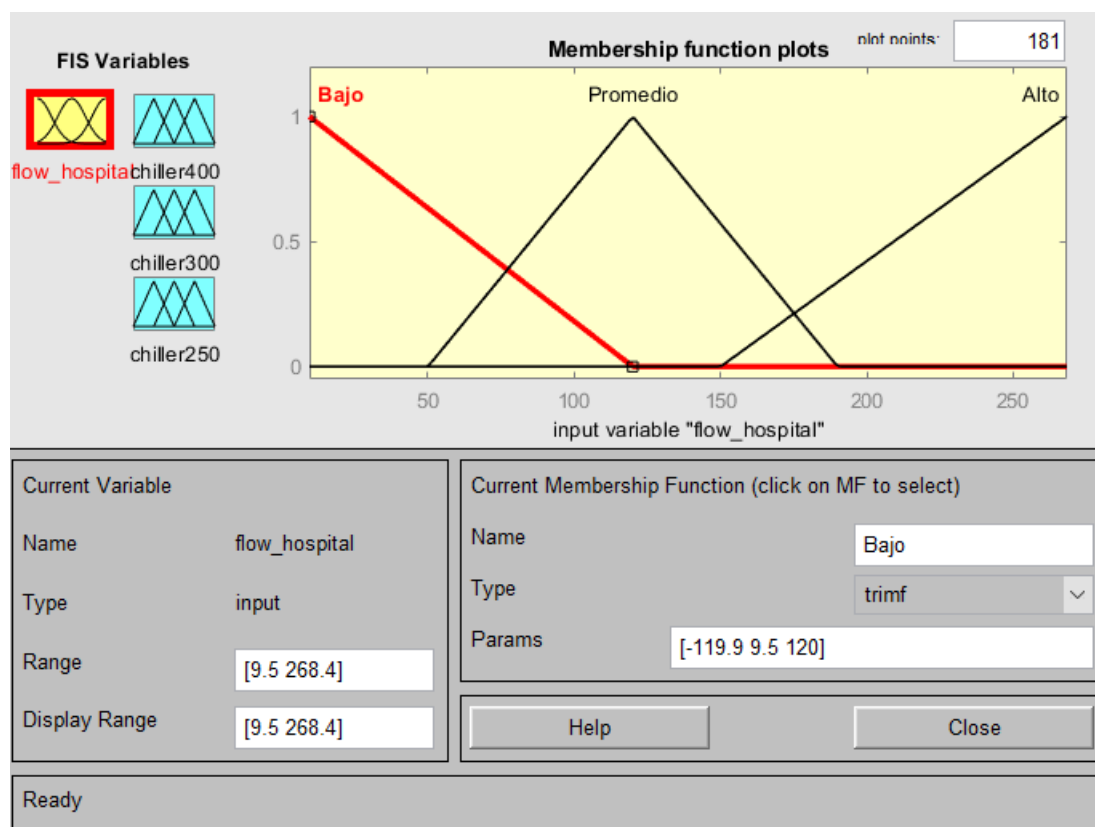 FIS Variables
flow_hospital
chiller400
chiller300
chiller250
Membership function plots
plot points:
181
Bajo
Promedio
Alto
1
0.5
0
50
100
150
200
250
input variable "flow_hospital"
Current Variable
Name
flow_hospital
Type
input
Range
[9.5 268.4]
Display Range
[9.5 268.4]
Current Membership Function (click on MF to select)
Name
Bajo
Type
trimf
Params
[-119.9 9.5 120]
Help
Close
Ready